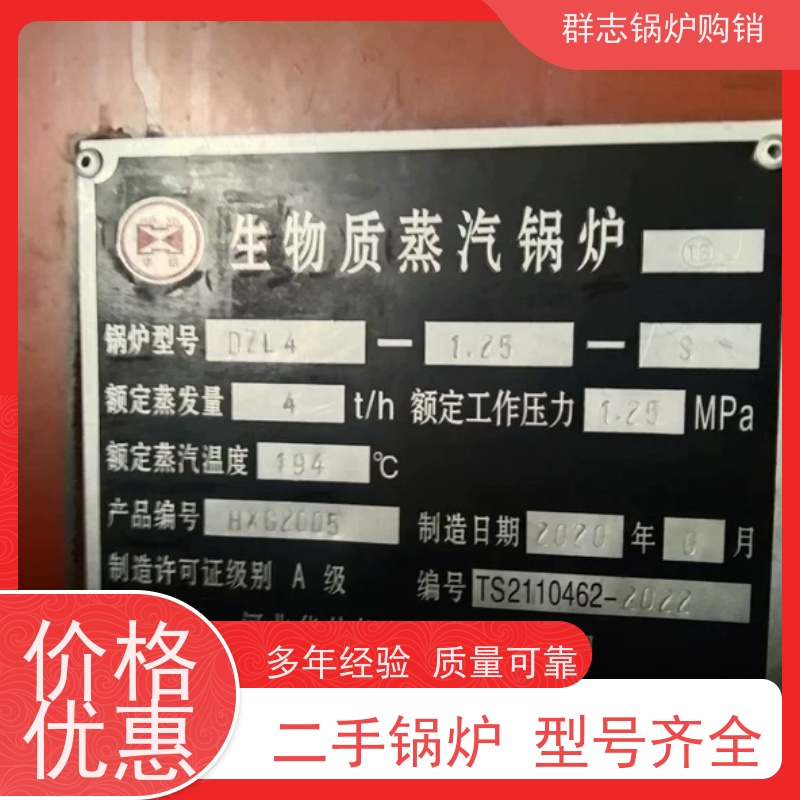 群志锅炉购销
生物质蒸汽锅炉 TS
锅炉型号 DZL4 — 1.25 — S
额定蒸发量 4 t/h 额定工作压力 1.25 MPa
额定蒸汽温度 194 ℃
产品编号 HXG2005 制造日期 2020 年 月
制造许可证级别 A 级 编号 TS2110462-2022
价格
优惠
多年经验 质量可靠
二手锅炉 型号齐全